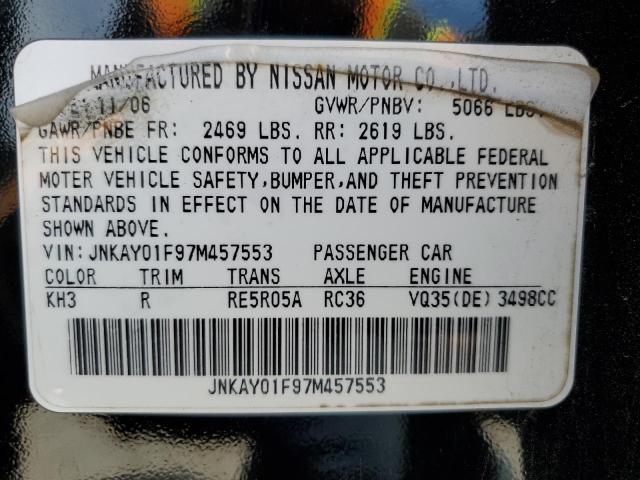 MANUFACTURED BY NISSAN MOTOR CO.,LTD.
11/06 GVWR/PNBV: 5066 LBS.
GAWR/PNBE FR: 2469 LBS. RR: 2619 LBS.
THIS VEHICLE CONFORMS TO ALL APPLICABLE FEDERAL
MOTER VEHICLE SAFETY,BUMPER,AND THEFT PREVENTION
STANDARDS IN EFFECT ON THE DATE OF MANUFACTURE
SHOWN ABOVE.
VIN:JNKAY01F97M457553 PASSENGER CAR
COLOR TRIM TRANS AXLE ENGINE
KH3 R RE5R05A RC36 VQ35(DE) 3498CC
JNKAY01F97M457553